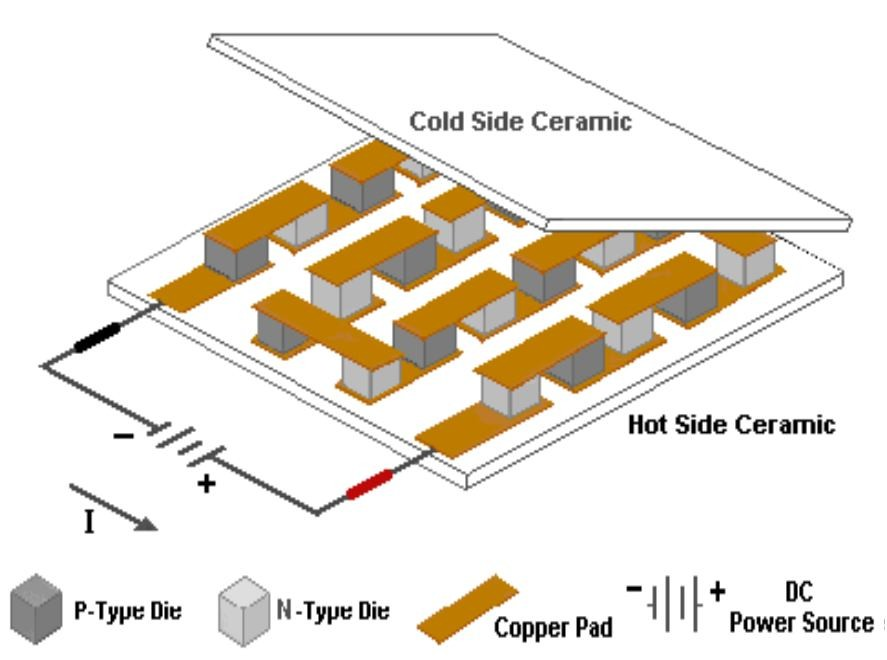 Cold Side Ceramic
Hot Side Ceramic
−
+
I
P-Type Die
N-Type Die
Copper Pad
− +
DC
Power Source